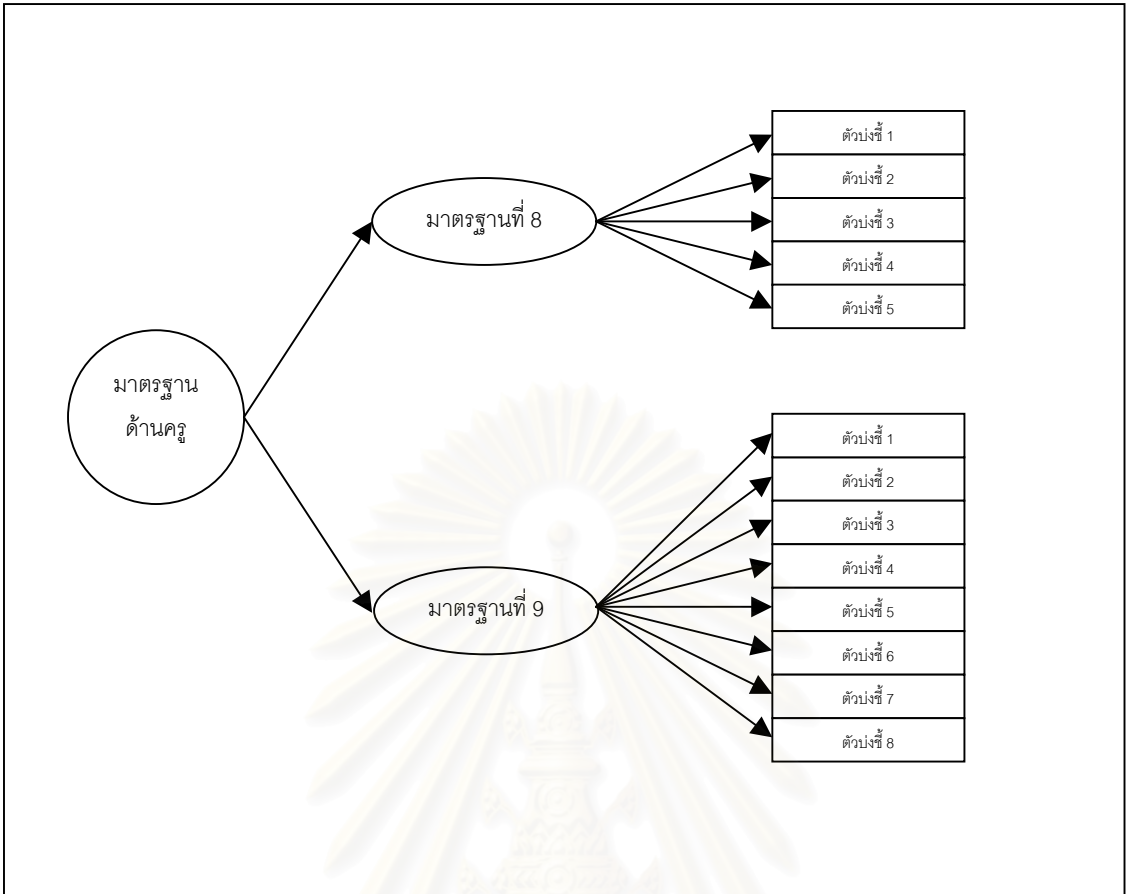 ตัวบ่งชี้ 1
ตัวบ่งชี้ 2
มาตรฐานที่ 8
ตัวบ่งชี้ 3
ตัวบ่งชี้ 4
ตัวบ่งชี้ 5
มาตรฐาน
ด้านครู
ตัวบ่งชี้ 1
ตัวบ่งชี้ 2
ตัวบ่งชี้ 3
ตัวบ่งชี้ 4
มาตรฐานที่ 9
ตัวบ่งชี้ 5
ตัวบ่งชี้ 6
ตัวบ่งชี้ 7
ตัวบ่งชี้ 8